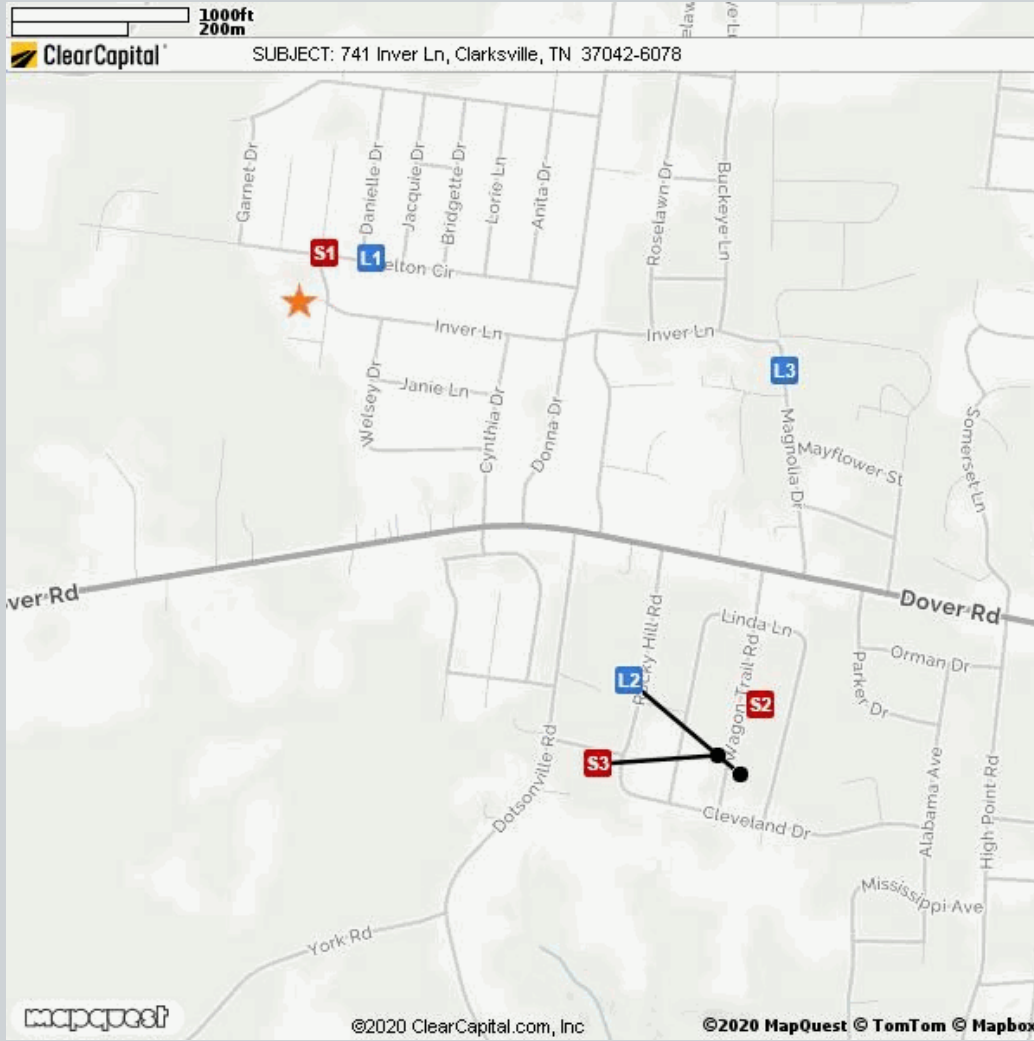 1000ft
200m
ClearCapital
SUBJECT: 741 Inver Ln, Clarksville, TN 37042-6078
Garnet Dr
Danielle Dr
Jacquie Dr
Bridgette Dr
Lorie Ln
Anita Dr
Roselawn Dr
Buckeye Ln
S1
L1
elton Cir
Inver Ln
Inver Ln
L3
Welsey Dr
Janie Ln
Cynthia Dr
Donna Dr
Magnolia Dr
Mayflower St
Somerset Ln
ver Rd
Dover Rd
Linda Ln
Orman Dr
Rocky Hill Rd
Wagon Trail Rd
Parker Dr
L2
S2
S3
Dotsonville Rd
Cleveland Dr
Alabama Ave
High Point Rd
Mississippi Ave
York Rd
mapquest
©2020 ClearCapital.com, Inc
©2020 MapQuest © TomTom © Mapbox